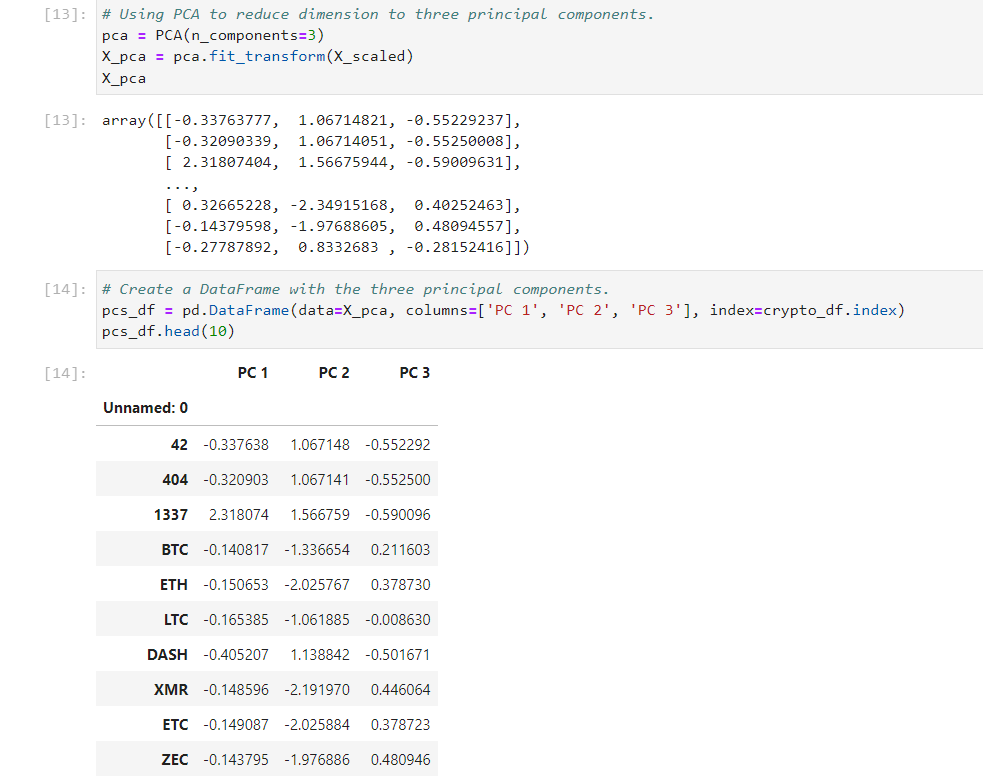 [13]: # Using PCA to reduce dimension to three principal components.
pca = PCA(n_components=3)
X_pca = pca.fit_transform(X_scaled)
X_pca
[13]: array([[-0.33763777,  1.06714821, -0.55229237],
[-0.32090339,  1.06714051, -0.55250008],
[ 2.31807404,  1.56675944, -0.59009631],
...,
[ 0.32665228, -2.34915168,  0.40252463],
[-0.14379598, -1.97688605,  0.48094557],
[-0.27787892,  0.8332683 , -0.28152416]])
[14]: # Create a DataFrame with the three principal components.
pcs_df = pd.DataFrame(data=X_pca, columns=['PC 1', 'PC 2', 'PC 3'], index=crypto_df.index)
pcs_df.head(10)
[14]: PC 1 PC 2 PC 3
Unnamed: 0
42 -0.337638 1.067148 -0.552292
404 -0.320903 1.067141 -0.552500
1337 2.318074 1.566759 -0.590096
BTC -0.140817 -1.336654 0.211603
ETH -0.150653 -2.025767 0.378730
LTC -0.165385 -1.061885 -0.008630
DASH -0.405207 1.138842 -0.501671
XMR -0.148596 -2.191970 0.446064
ETC -0.149087 -2.025884 0.378723
ZEC -0.143795 -1.976886 0.480946